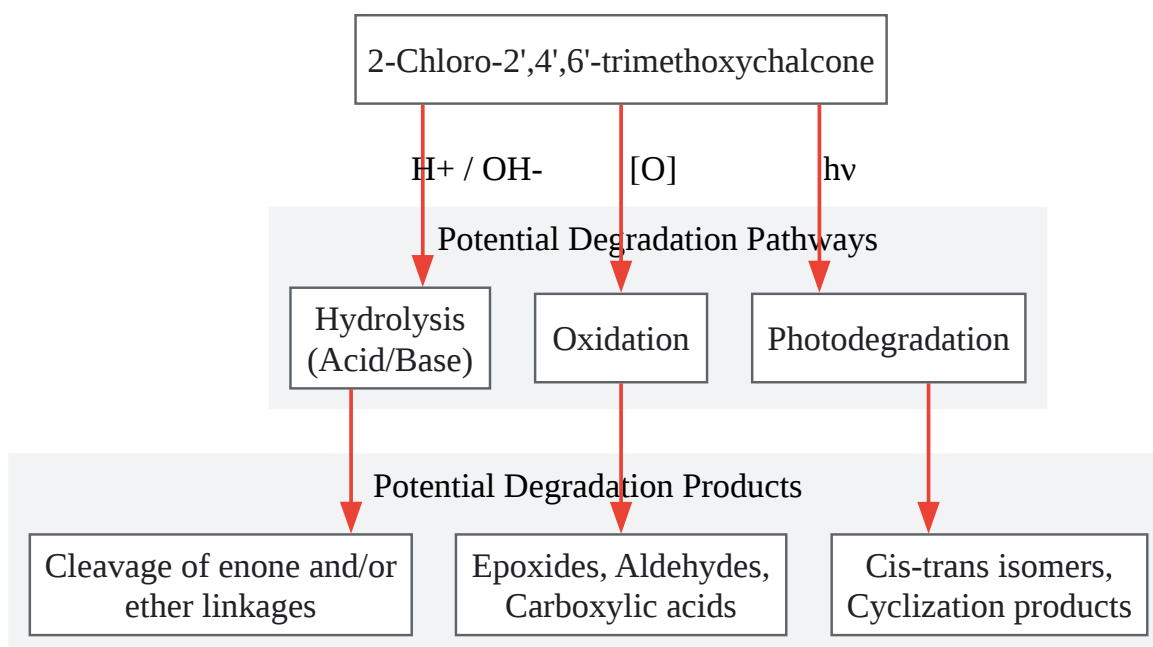 2-Chloro-2',4',6'-trimethoxychalcone
H+ / OH-
[O]
hν
Potential Degradation Pathways
Hydrolysis
(Acid/Base)
Oxidation
Photodegradation
Potential Degradation Products
Cleavage of enone and/or
ether linkages
Epoxides, Aldehydes,
Carboxylic acids
Cis-trans isomers,
Cyclization products